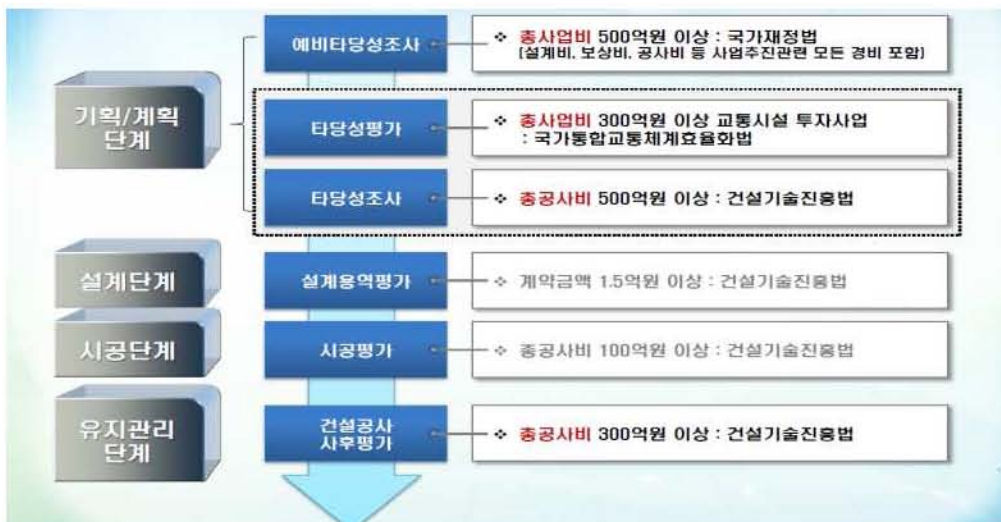 예비타당성조사
❖ 총사업비 500억원 이상 : 국가재정법
(설계비, 보상비, 공사비 등 사업추진관련 모든 경비 포함)
기획/계획
단계
타당성평가
❖ 총사업비 300억원 이상 교통시설 투자사업
: 국가통합교통체계효율화법
타당성조사
❖ 총공사비 500억원 이상 : 건설기술진흥법
설계단계
설계용역평가
❖ 계약금액 1.5억원 이상 : 건설기술진흥법
시공단계
시공평가
❖ 총공사비 100억원 이상 : 건설기술진흥법
유지관리
단계
건설공사
사후평가
❖ 총공사비 300억원 이상 : 건설기술진흥법